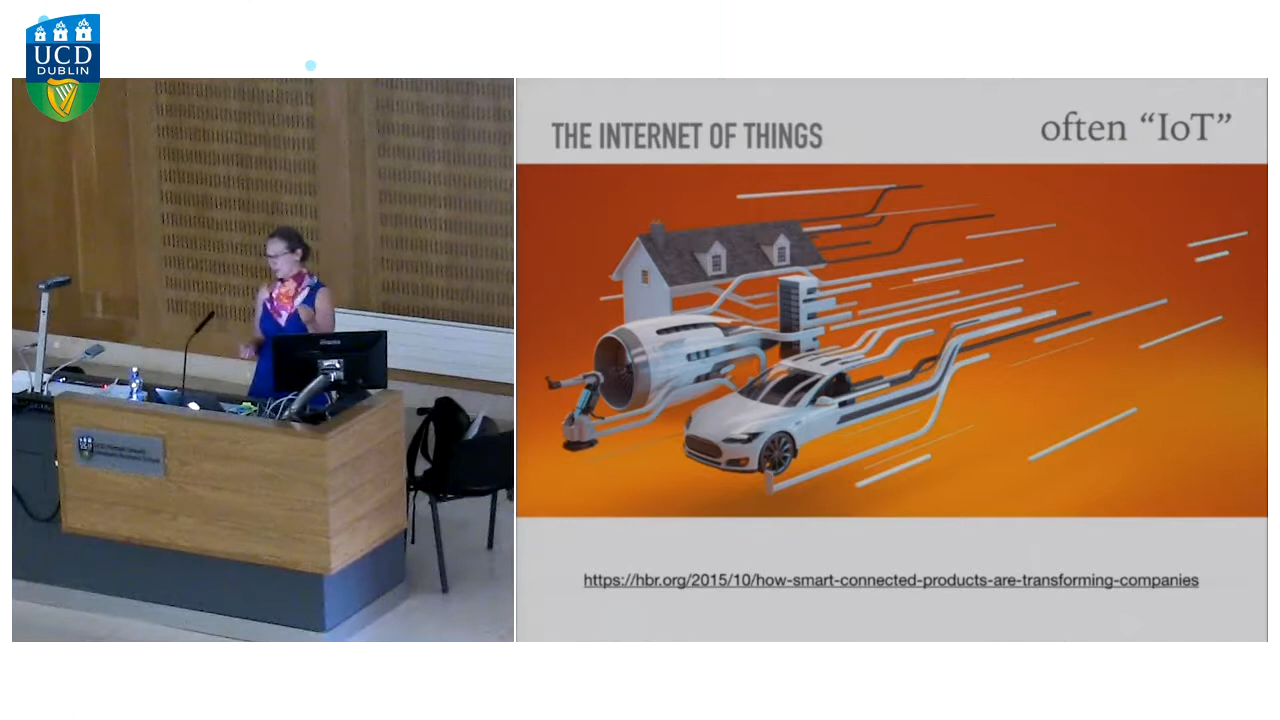 UCD
DUBLIN
THE INTERNET OF THINGS
often “IoT”
https://hbr.org/2015/10/how-smart-connected-products-are-transforming-companies